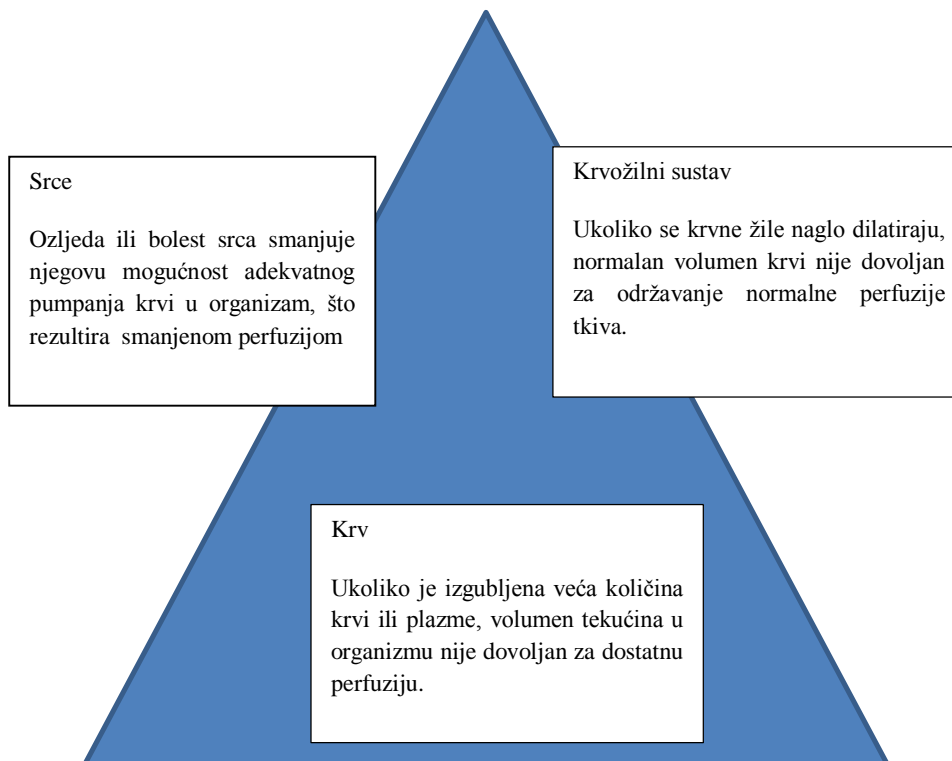 Srce
Ozljeda ili bolest srca smanjuje
njegovu mogućnost adekvatnog
pumpanja krvi u organizam, što
rezultira smanjenom perfuzijom
Krvožilni sustav
Ukoliko se krvne žile naglo dilatiraju,
normalan volumen krvi nije dovoljan
za održavanje normalne perfuzije
tkiva.
Krv
Ukoliko je izgubljena veća količina
krvi ili plazme, volumen tekućina u
organizmu nije dovoljan za dostatnu
perfuziju.